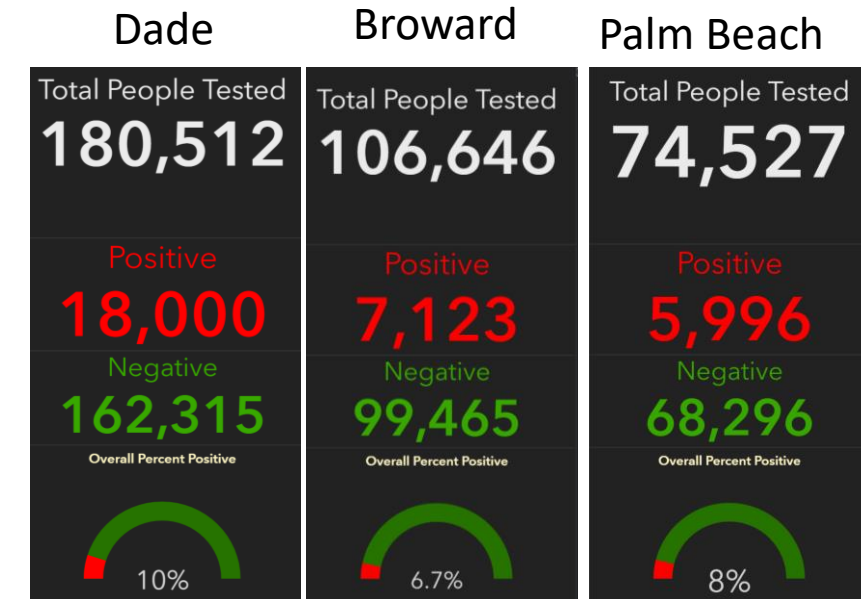 Dade
Total People Tested
180,512
Positive
18,000
Negative
162,315
Overall Percent Positive
10%
Broward
Total People Tested
106,646
Positive
7,123
Negative
99,465
Overall Percent Positive
6.7%
Palm Beach
Total People Tested
74,527
Positive
5,996
Negative
68,296
Overall Percent Positive
8%